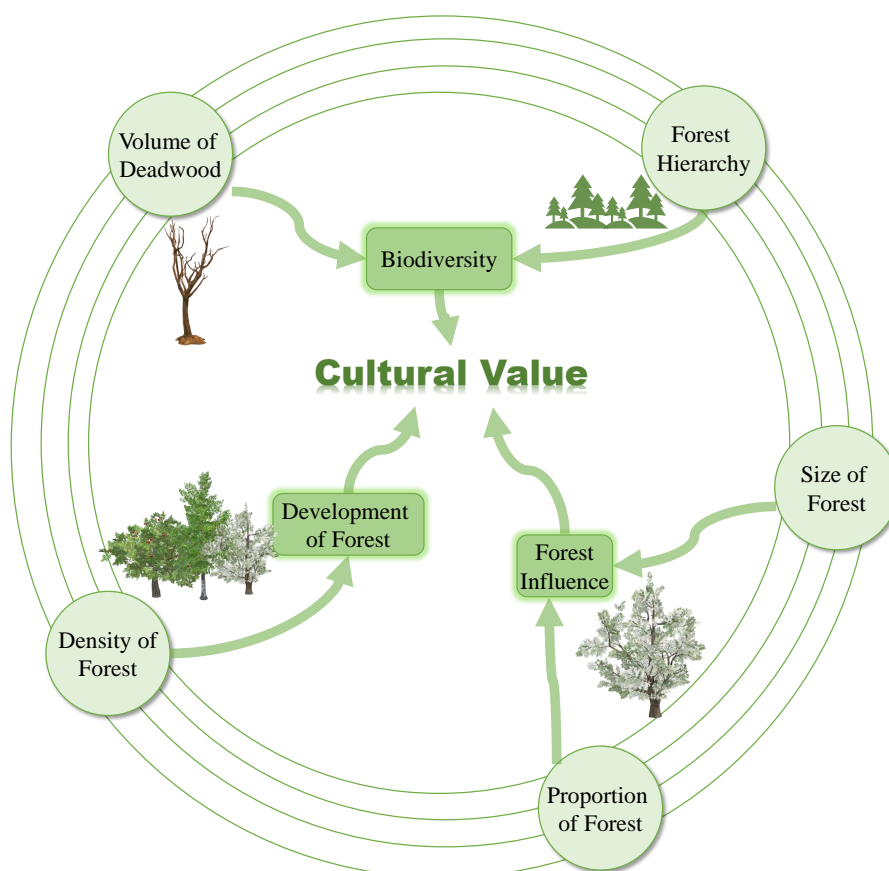 Volume of
Deadwood
Forest
Hierarchy
Biodiversity
Cultural Value
Size of
Forest
Development
of Forest
Forest
Influence
Density of
Forest
Proportion
of Forest